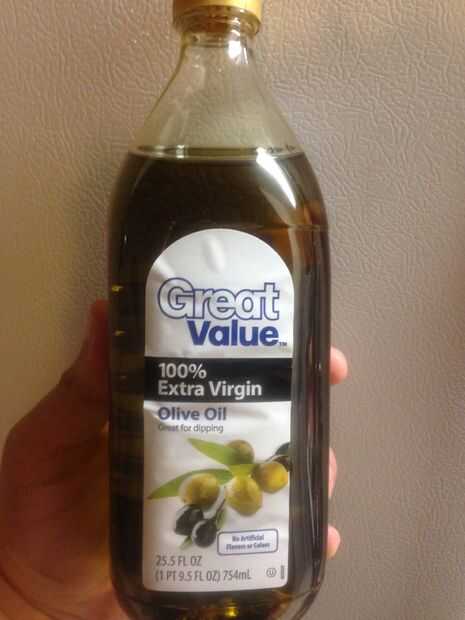 Great
Value™
100%
Extra Virgin
Olive Oil
Great for dipping
No Artificial
Flavors or Colors
25.5 FL OZ
(1 PT 9.5 FL OZ) 754mL